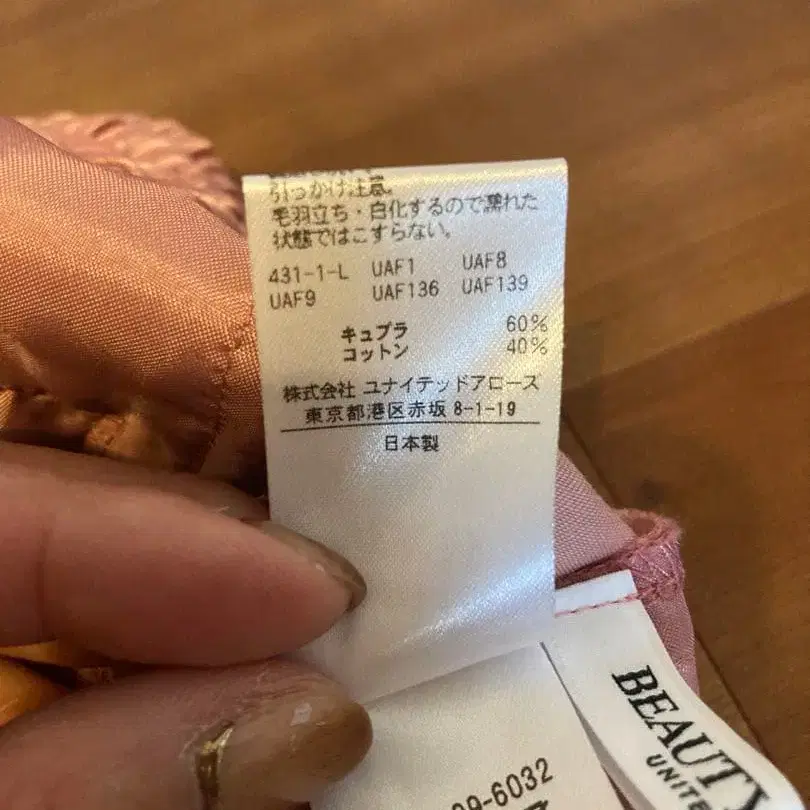 引っかけ注意。
毛羽立ち・白化するので濡れた
状態ではこすらない。
431-1-L UAF1 UAF8
UAF9 UAF136 UAF139
キュプラ 60%
コットン 40%
株式会社 ユナイテッドアローズ
東京都港区赤坂 8-1-19
日本製
09-6032
BEAUTY
UNITE